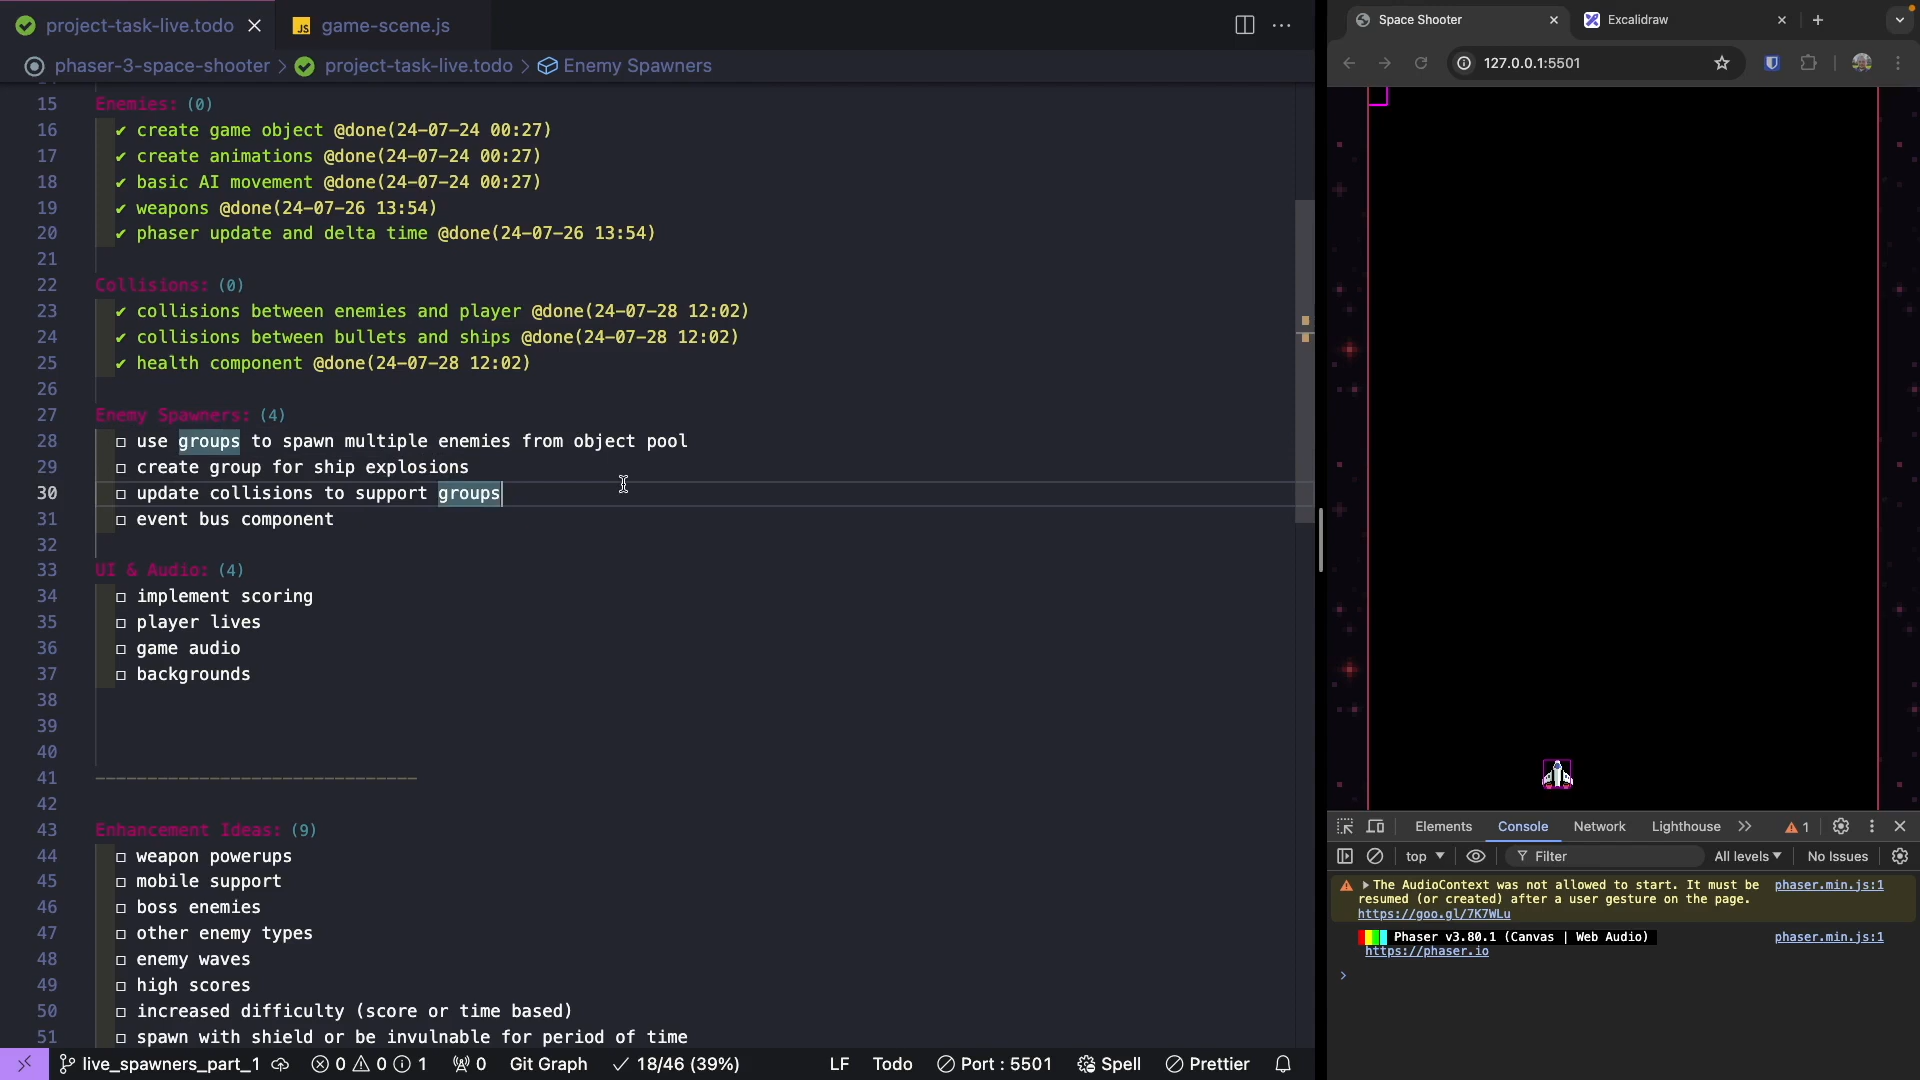 project-task-live.todo
JS game-scene.js
phaser-3-space-shooter > project-task-live.todo > Enemy Spawners
15 Enemies: (0)
16 ✔ create game object @done(24-07-24 00:27)
17 ✔ create animations @done(24-07-24 00:27)
18 ✔ basic AI movement @done(24-07-24 00:27)
19 ✔ weapons @done(24-07-26 13:54)
20 ✔ phaser update and delta time @done(24-07-26 13:54)
21
22 Collisions: (0)
23 ✔ collisions between enemies and player @done(24-07-28 12:02)
24 ✔ collisions between bullets and ships @done(24-07-28 12:02)
25 ✔ health component @done(24-07-28 12:02)
26
27 Enemy Spawners: (4)
28 □ use groups to spawn multiple enemies from object pool
29 □ create group for ship explosions
30 □ update collisions to support groups
31 □ event bus component
32
33 UI & Audio: (4)
34 □ implement scoring
35 □ player lives
36 □ game audio
37 □ backgrounds
38
39
40
41 -------------------------------
42
43 Enhancement Ideas: (9)
44 □ weapon powerups
45 □ mobile support
46 □ boss enemies
47 □ other enemy types
48 □ enemy waves
49 □ high scores
50 □ increased difficulty (score or time based)
51 □ spawn with shield or be invulnable for period of time
live_spawners_part_1 0 0 1 0 Git Graph ✓ 18/46 (39%) LF Todo Port : 5501 Spell Prettier
Space Shooter
Excalidraw
127.0.0.1:5501
Elements Console Network Lighthouse 1
top Filter All levels No Issues
The AudioContext was not allowed to start. It must be phaser.min.js:1
resumed (or created) after a user gesture on the page.
https://goo.gl/7K7WLu
Phaser v3.80.1 (Canvas | Web Audio) phaser.min.js:1
https://phaser.io